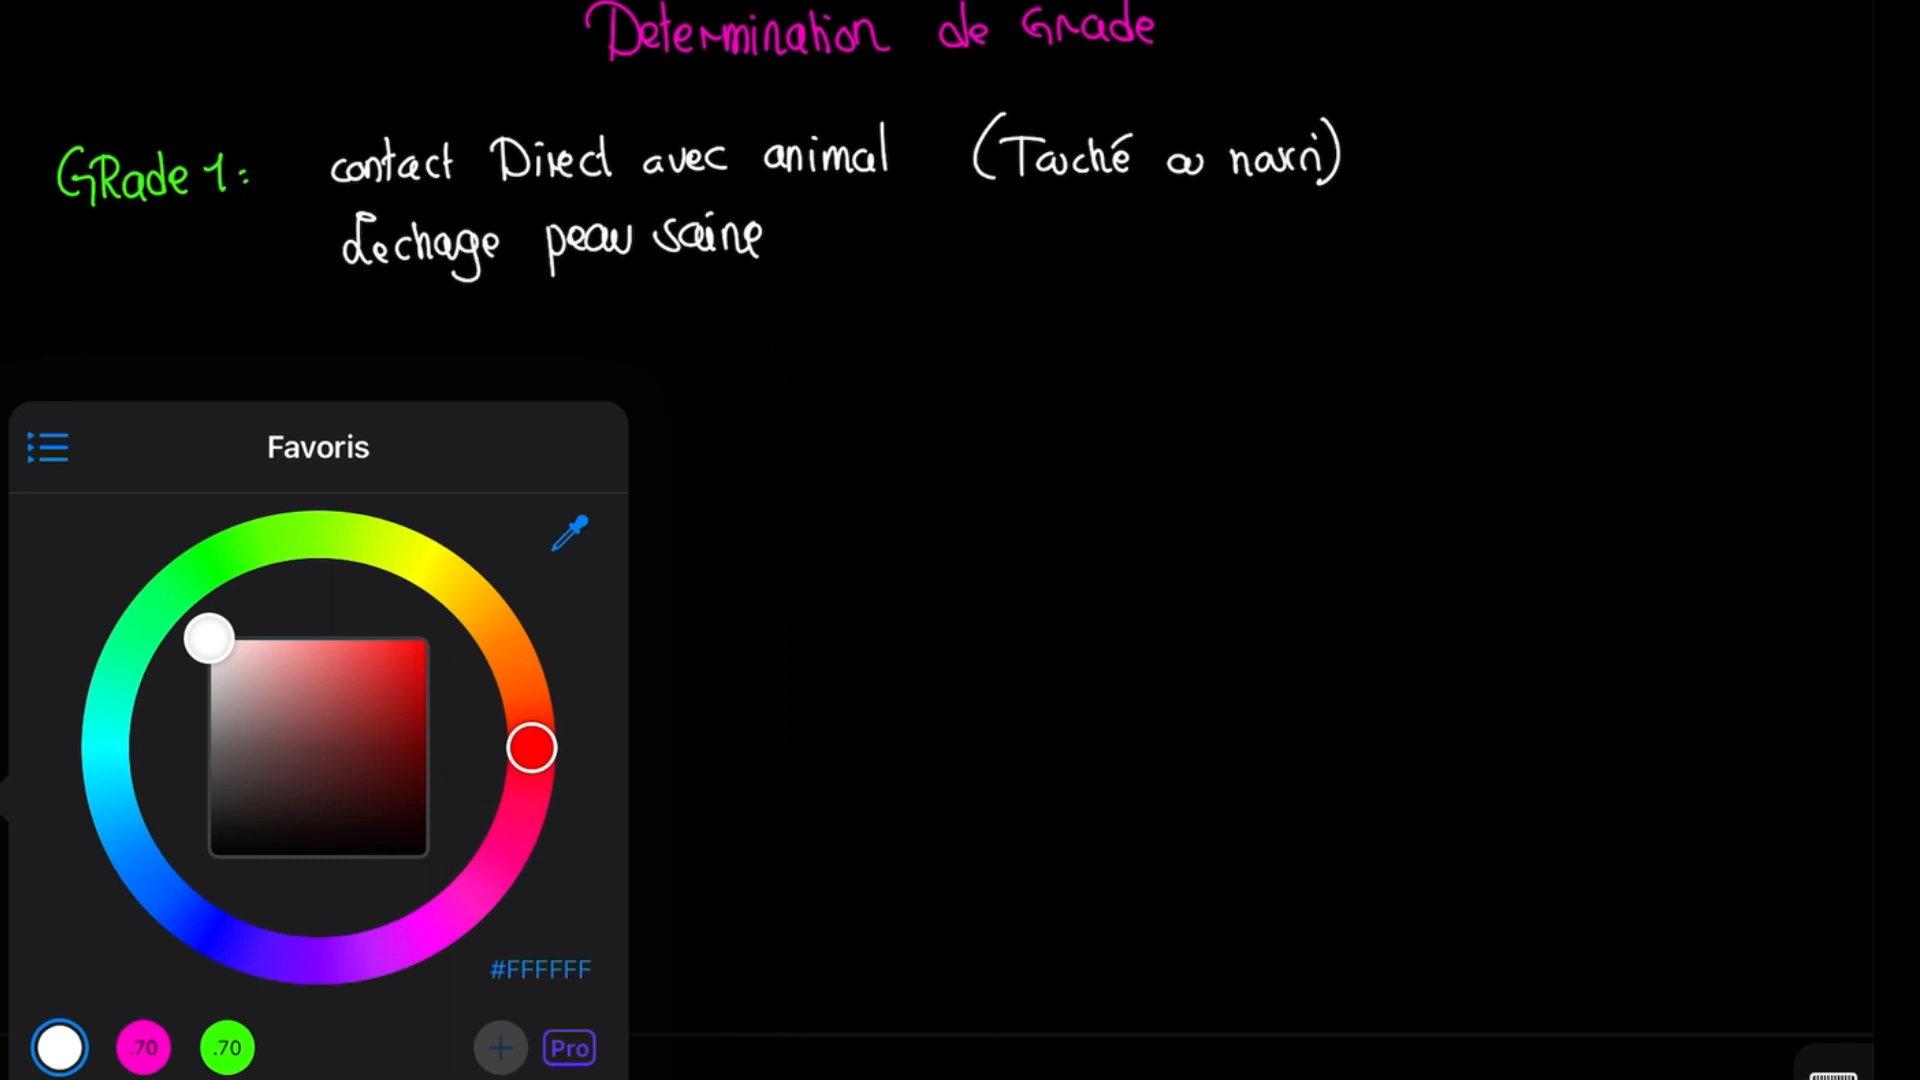 Determination de Grade
GRade 1: contact Direct avec animal (Touché ou nourri)
Lechage peau saine
Favoris
#FFFFFF
.70 .70 Pro